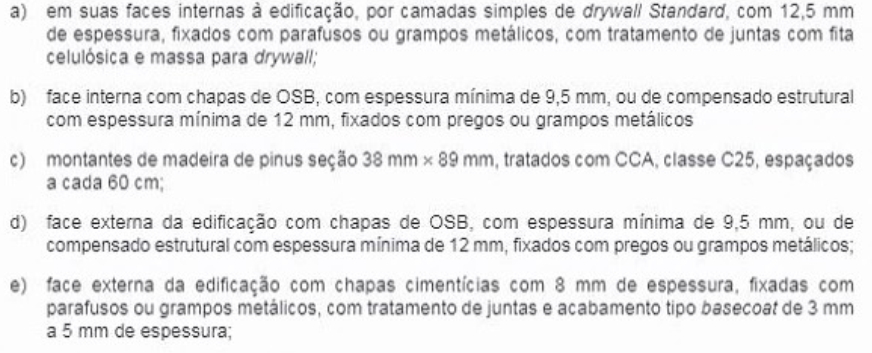 a) em suas faces internas à edificação, por camadas simples de drywall Standard, com 12,5 mm
de espessura, fixados com parafusos ou grampos metálicos, com tratamento de juntas com fita
celulósica e massa para drywall;
b) face interna com chapas de OSB, com espessura mínima de 9,5 mm, ou de compensado estrutural
com espessura mínima de 12 mm, fixados com pregos ou grampos metálicos
c) montantes de madeira de pinus seção 38 mm × 89 mm, tratados com CCA, classe C25, espaçados
a cada 60 cm;
d) face externa da edificação com chapas de OSB, com espessura mínima de 9,5 mm, ou de
compensado estrutural com espessura mínima de 12 mm, fixados com pregos ou grampos metálicos;
e) face externa da edificação com chapas cimentícias com 8 mm de espessura, fixadas com
parafusos ou grampos metálicos, com tratamento de juntas e acabamento tipo basecoat de 3 mm
a 5 mm de espessura;